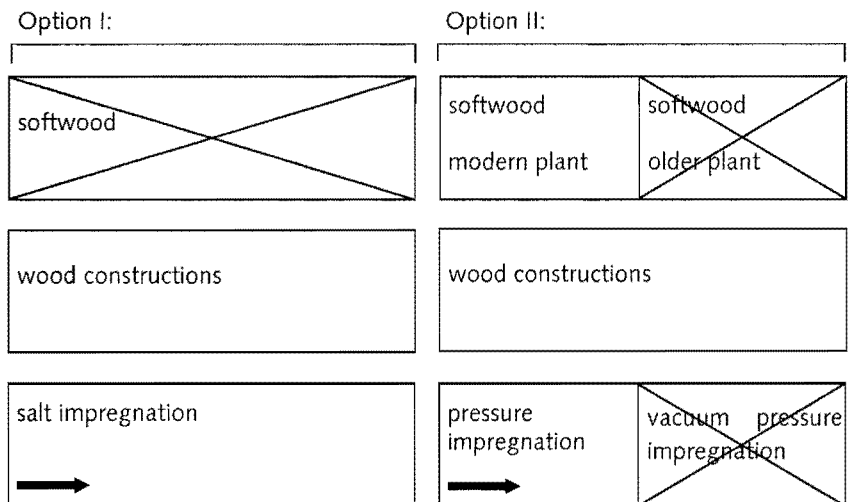 Option I:
Option II:
softwood
softwood
modern plant
softwood
older plant
wood constructions
wood constructions
salt impregnation
pressure
impregnation
vacuum pressure
impregnation